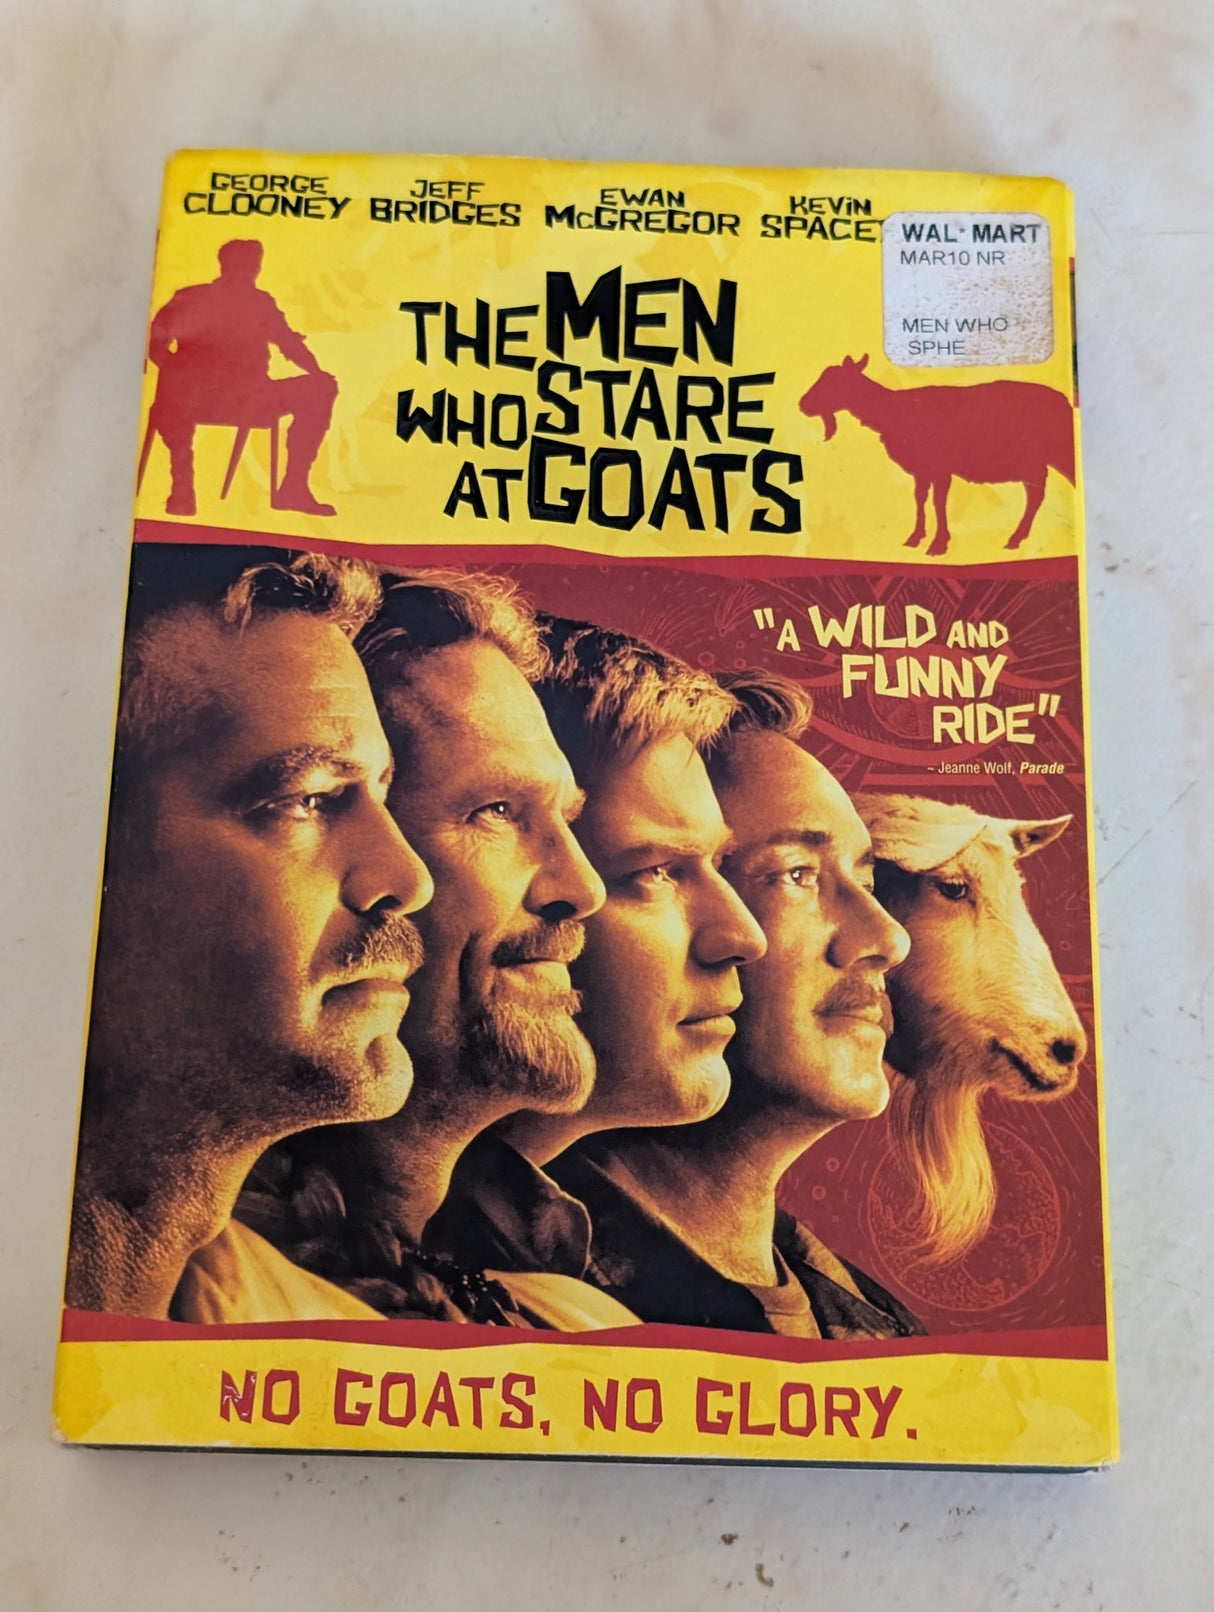 GEORGE
CLOONEY
JEFF
BRIDGES
EWAN
McGREGOR
KEViN
SPACE
WAL*MART
MAR10 NR
MEN WHO
SPHE
THE MEN
WHO STARE
AT GOATS
"A WILD AND
FUNNY
RIDE"
~ Jeanne Wolf, Parade
NO GOATS, NO GLORY.